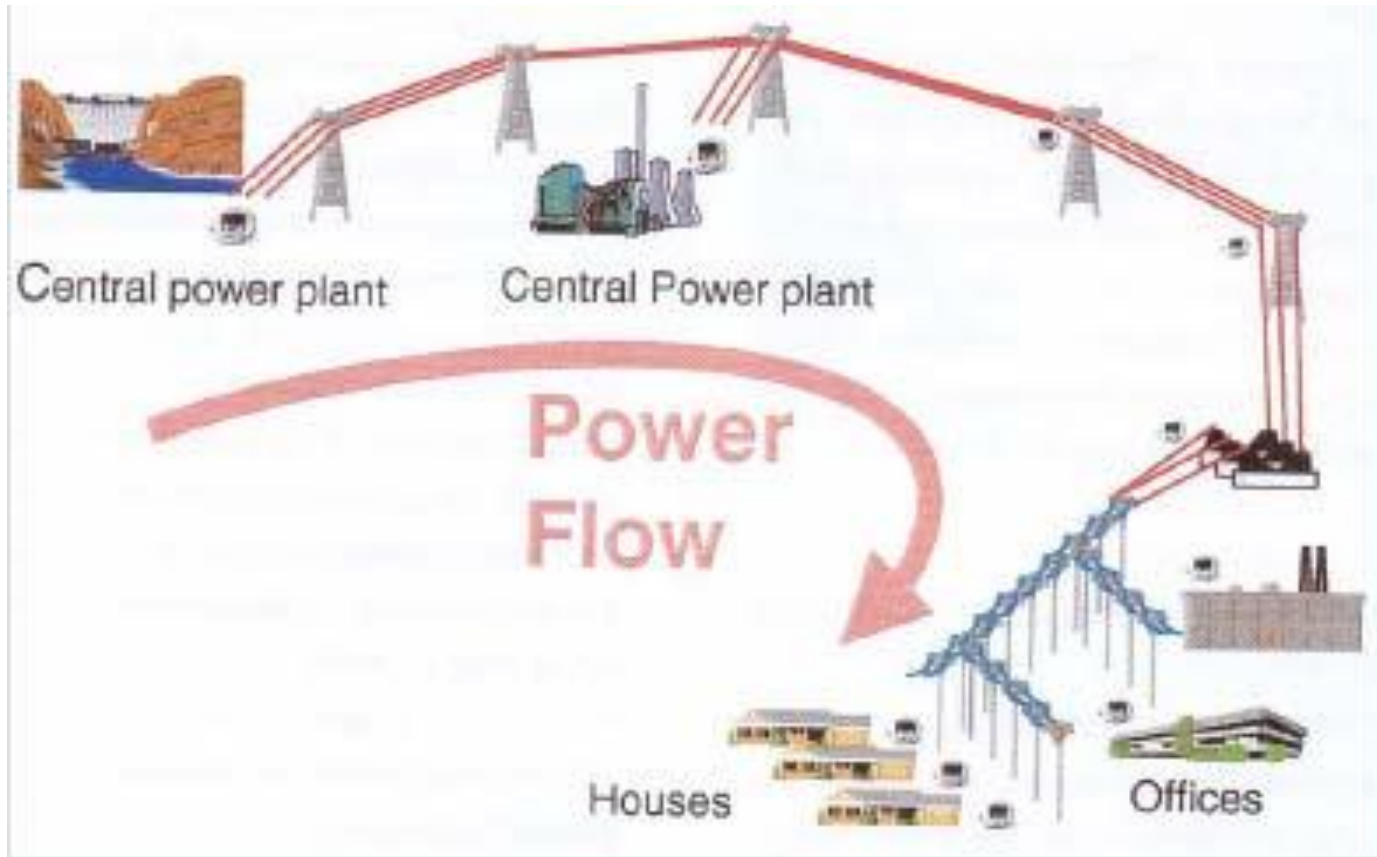 Central power plant
Central Power plant
Power
Flow
Houses
Offices